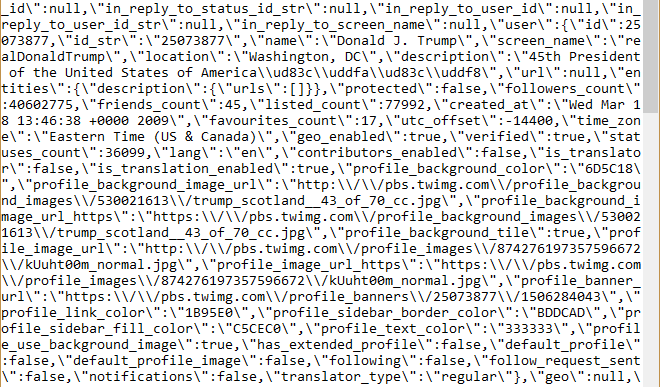 _id\":null,\"in_reply_to_status_id_str\":null,\"in_reply_to_user_id\":null,\"in_
reply_to_user_id_str\":null,\"in_reply_to_screen_name\":null,\"user\":{\"id\":25
073877,\"id_str\":\"25073877\",\"name\":\"Donald J. Trump\",\"screen_name\":\"re
alDonaldTrump\",\"location\":\"Washington, DC\",\"description\":\"45th President
 of the United States of America\\ud83c\\uddfa\\ud83c\\uddf8\",\"url\":null,\"en
tities\":{\"description\":{\"urls\":[]}},\"protected\":false,\"followers_count\"
:40602775,\"friends_count\":45,\"listed_count\":77992,\"created_at\":\"Wed Mar 1
8 13:46:38 +0000 2009\",\"favourites_count\":17,\"utc_offset\":-14400,\"time_zo
ne\":\"Eastern Time (US & Canada)\",\"geo_enabled\":true,\"verified\":true,\"stat
uses_count\":36099,\"lang\":\"en\",\"contributors_enabled\":false,\"is_translato
r\":false,\"is_translation_enabled\":true,\"profile_background_color\":\"6D5C18\
",\"profile_background_image_url\":\"http:\\/\\/pbs.twimg.com\\/profile_backgrou
nd_images\\/530021613\\/trump_scotland__43_of_70_cc.jpg\",\"profile_background_i
mage_url_https\":\"https:\\/\\/pbs.twimg.com\\/profile_background_images\\/53002
1613\\/trump_scotland__43_of_70_cc.jpg\",\"profile_background_tile\":true,\"prof
ile_image_url\":\"http:\\/\\/pbs.twimg.com\\/profile_images\\/874276197357596672
\\/kUuht00m_normal.jpg\",\"profile_image_url_https\":\"https:\\/\\/pbs.twimg.com
\\/profile_images\\/874276197357596672\\/kUuht00m_normal.jpg\",\"profile_banner_
url\":\"https:\\/\\/pbs.twimg.com\\/profile_banners\\/25073877\\/1506284043\",\"
profile_link_color\":\"1B95E0\",\"profile_sidebar_border_color\":\"BDDCAD\",\"pr
ofile_sidebar_fill_color\":\"C5CEC0\",\"profile_text_color\":\"333333\",\"profil
e_use_background_image\":true,\"has_extended_profile\":false,\"default_profile\"
:false,\"default_profile_image\":false,\"following\":false,\"follow_request_sent
\":false,\"notifications\":false,\"translator_type\":\"regular\"},\"geo\":null,\